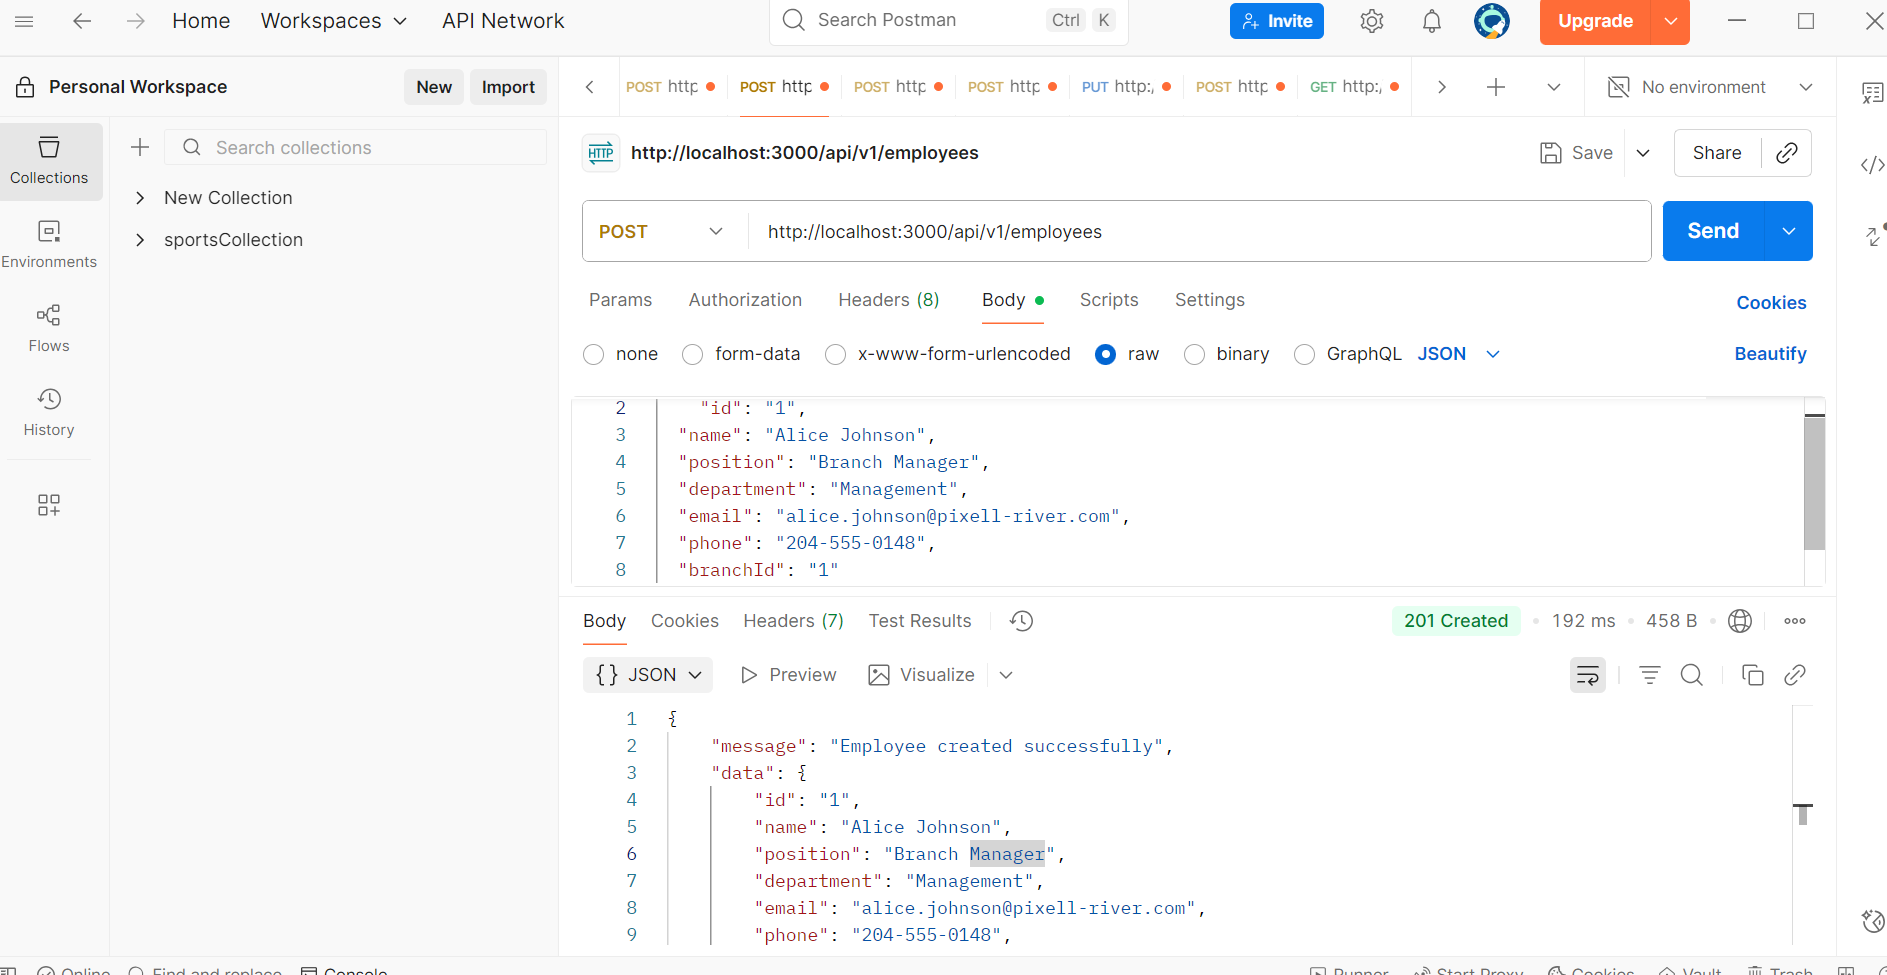 Home Workspaces API Network Search Postman Ctrl K Invite Upgrade
Personal Workspace New Import
POST http POST http POST http POST http PUT http:/ POST http GET http:/ No environment
Collections
Environments
Flows
History
Search collections
New Collection
sportsCollection
HTTP http://localhost:3000/api/v1/employees Save Share
POST http://localhost:3000/api/v1/employees Send
Params Authorization Headers (8) Body Scripts Settings Cookies
none form-data x-www-form-urlencoded raw binary GraphQL JSON Beautify
2 "id": "1",
3 "name": "Alice Johnson",
4 "position": "Branch Manager",
5 "department": "Management",
6 "email": "alice.johnson@pixell-river.com",
7 "phone": "204-555-0148",
8 "branchId": "1"
Body Cookies Headers (7) Test Results 201 Created 192 ms 458 B
{} JSON Preview Visualize
1 {
2 "message": "Employee created successfully",
3 "data": {
4 "id": "1",
5 "name": "Alice Johnson",
6 "position": "Branch Manager",
7 "department": "Management",
8 "email": "alice.johnson@pixell-river.com",
9 "phone": "204-555-0148",
Online Find and replace Console Runner Start Proxy Cookies Vault Trash